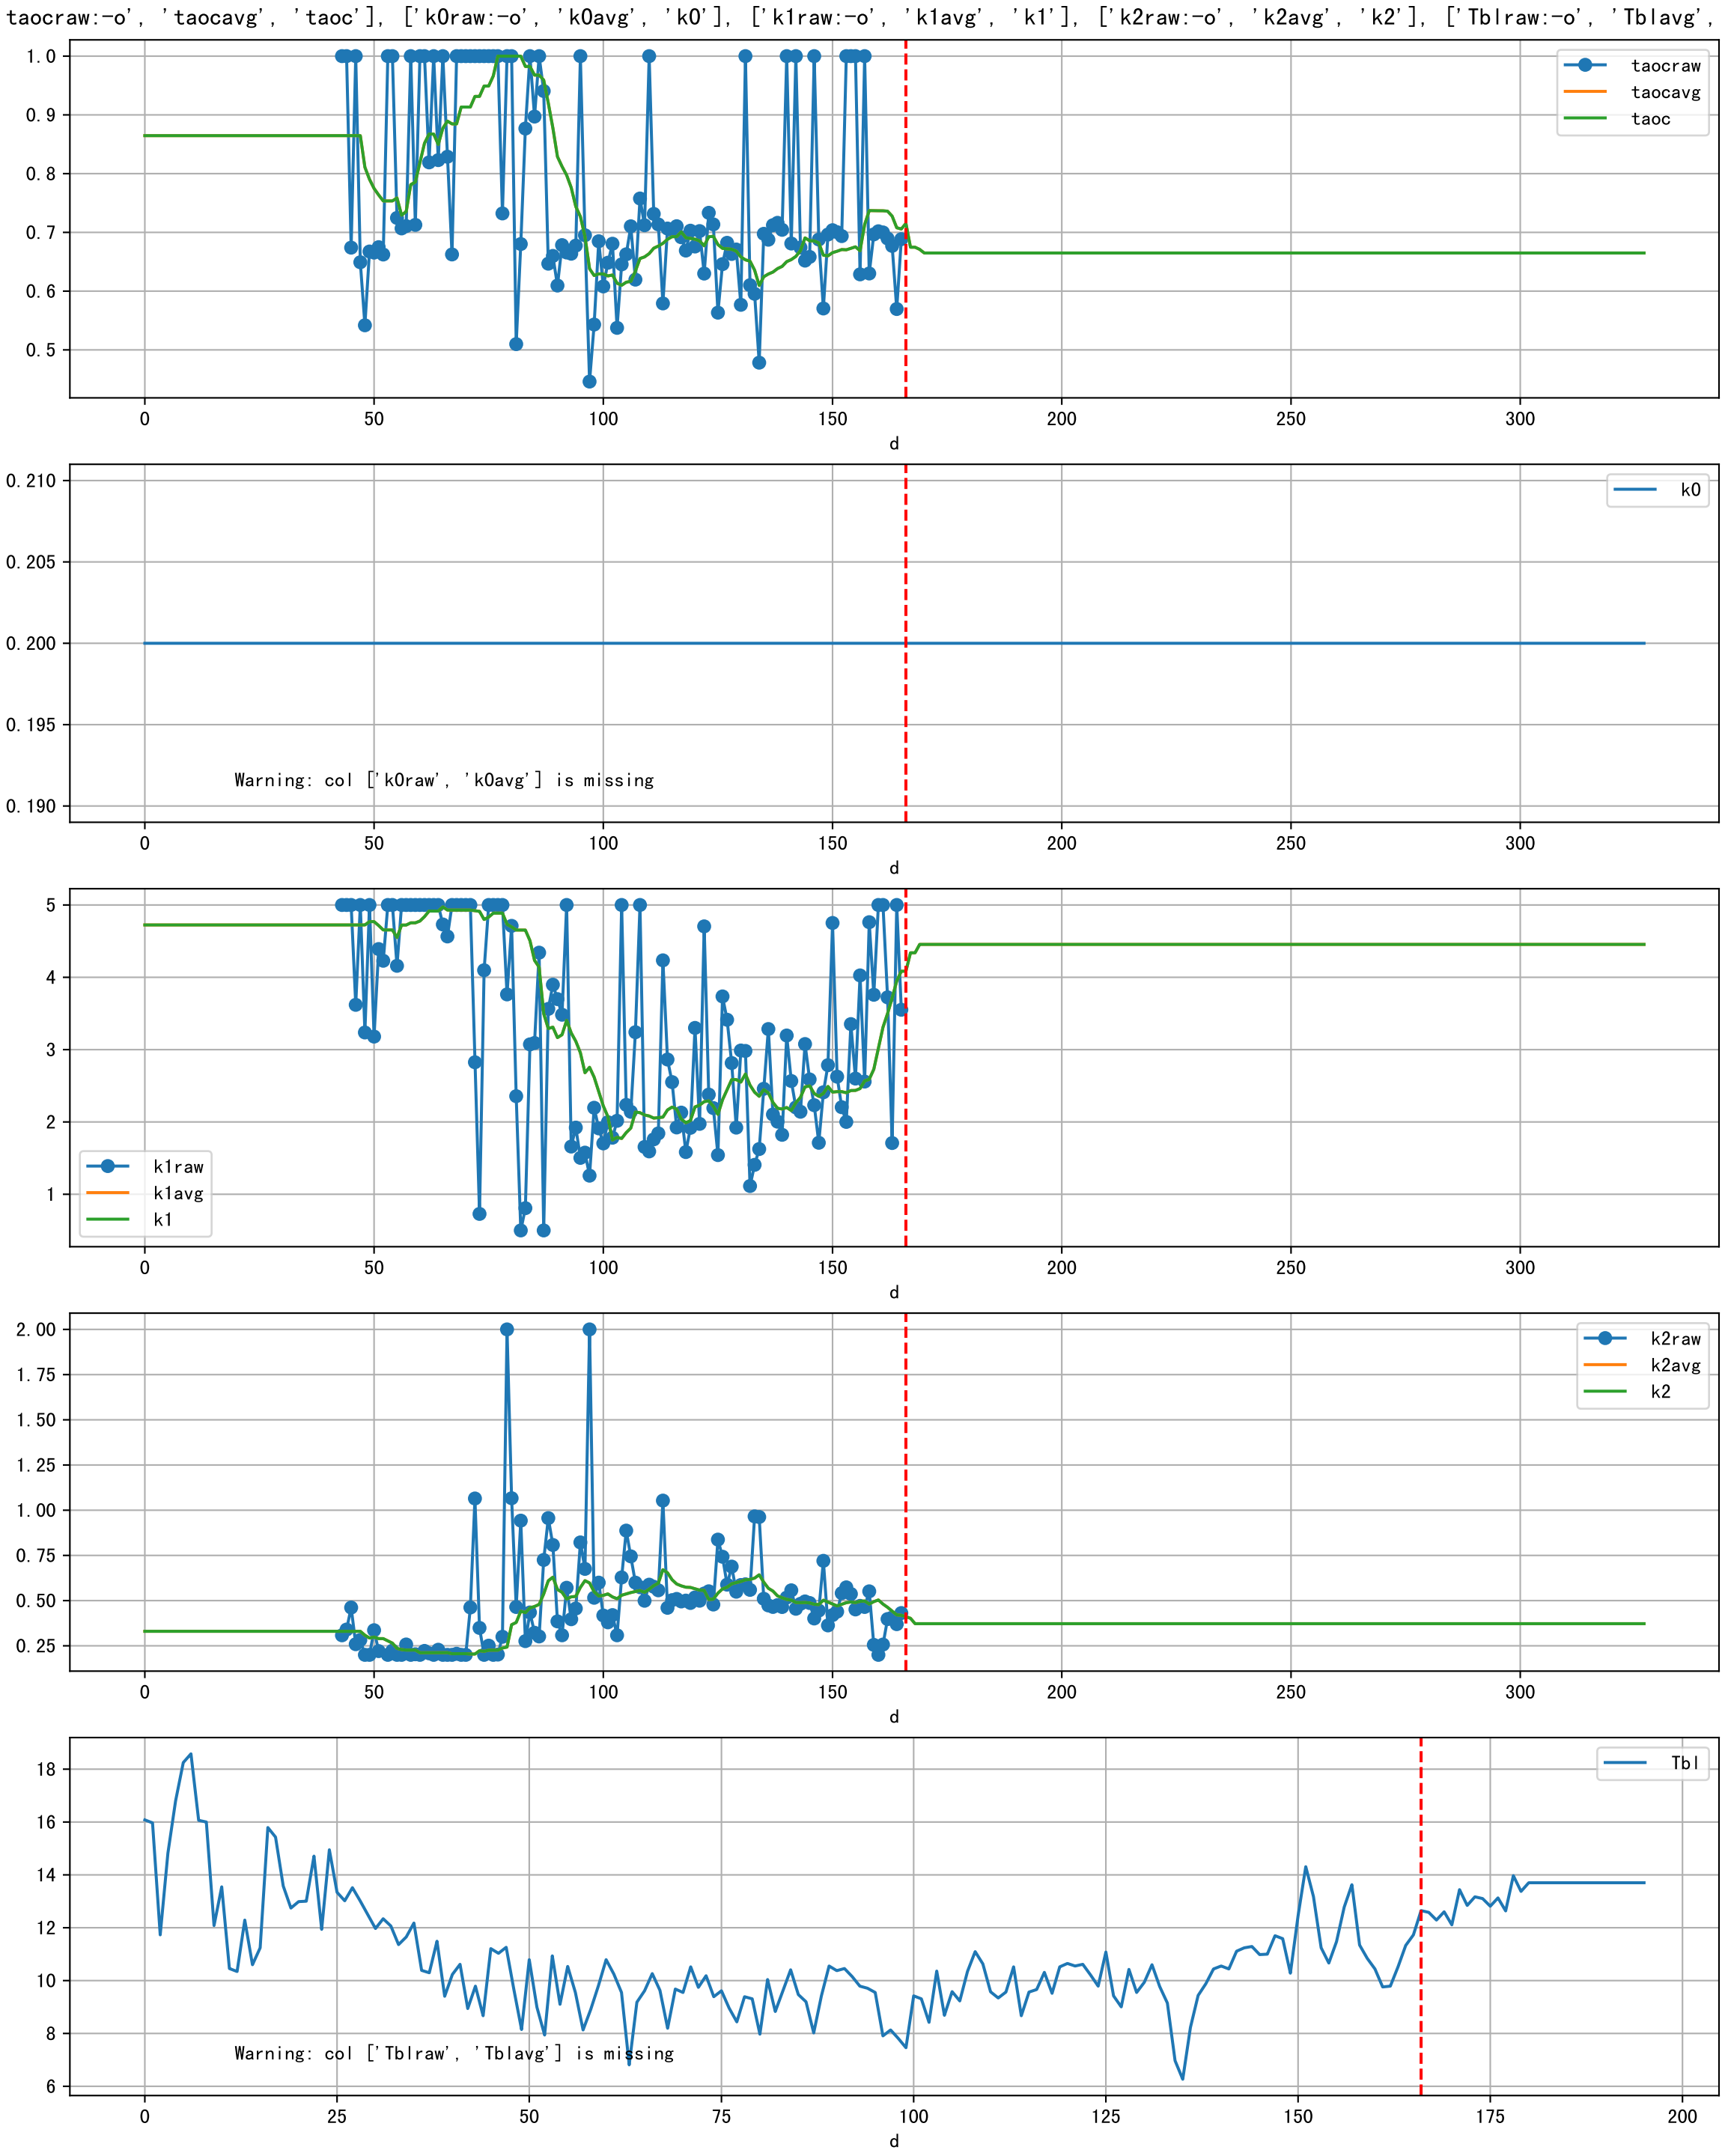 taocraw:-o', 'taocavg', 'taoc'], ['k0raw:-o', 'k0avg', 'k0'], ['k1raw:-o', 'k1avg', 'k1'], ['k2raw:-o', 'k2avg', 'k2'], ['Tblraw:-o', 'Tblavg',
1.0
0.9
0.8
0.7
0.6
0.5
taocraw
taocavg
taoc
0 50 100 150 200 250 300
d
0.210
0.205
0.200
0.195
0.190
k0
Warning: col ['k0raw', 'k0avg'] is missing
0 50 100 150 200 250 300
d
5
4
3
2
1
k1raw
k1avg
k1
0 50 100 150 200 250 300
d
2.00
1.75
1.50
1.25
1.00
0.75
0.50
0.25
k2raw
k2avg
k2
0 50 100 150 200 250 300
d
18
16
14
12
10
8
6
Tbl
Warning: col ['Tblraw', 'Tblavg'] is missing
0 25 50 75 100 125 150 175 200
d